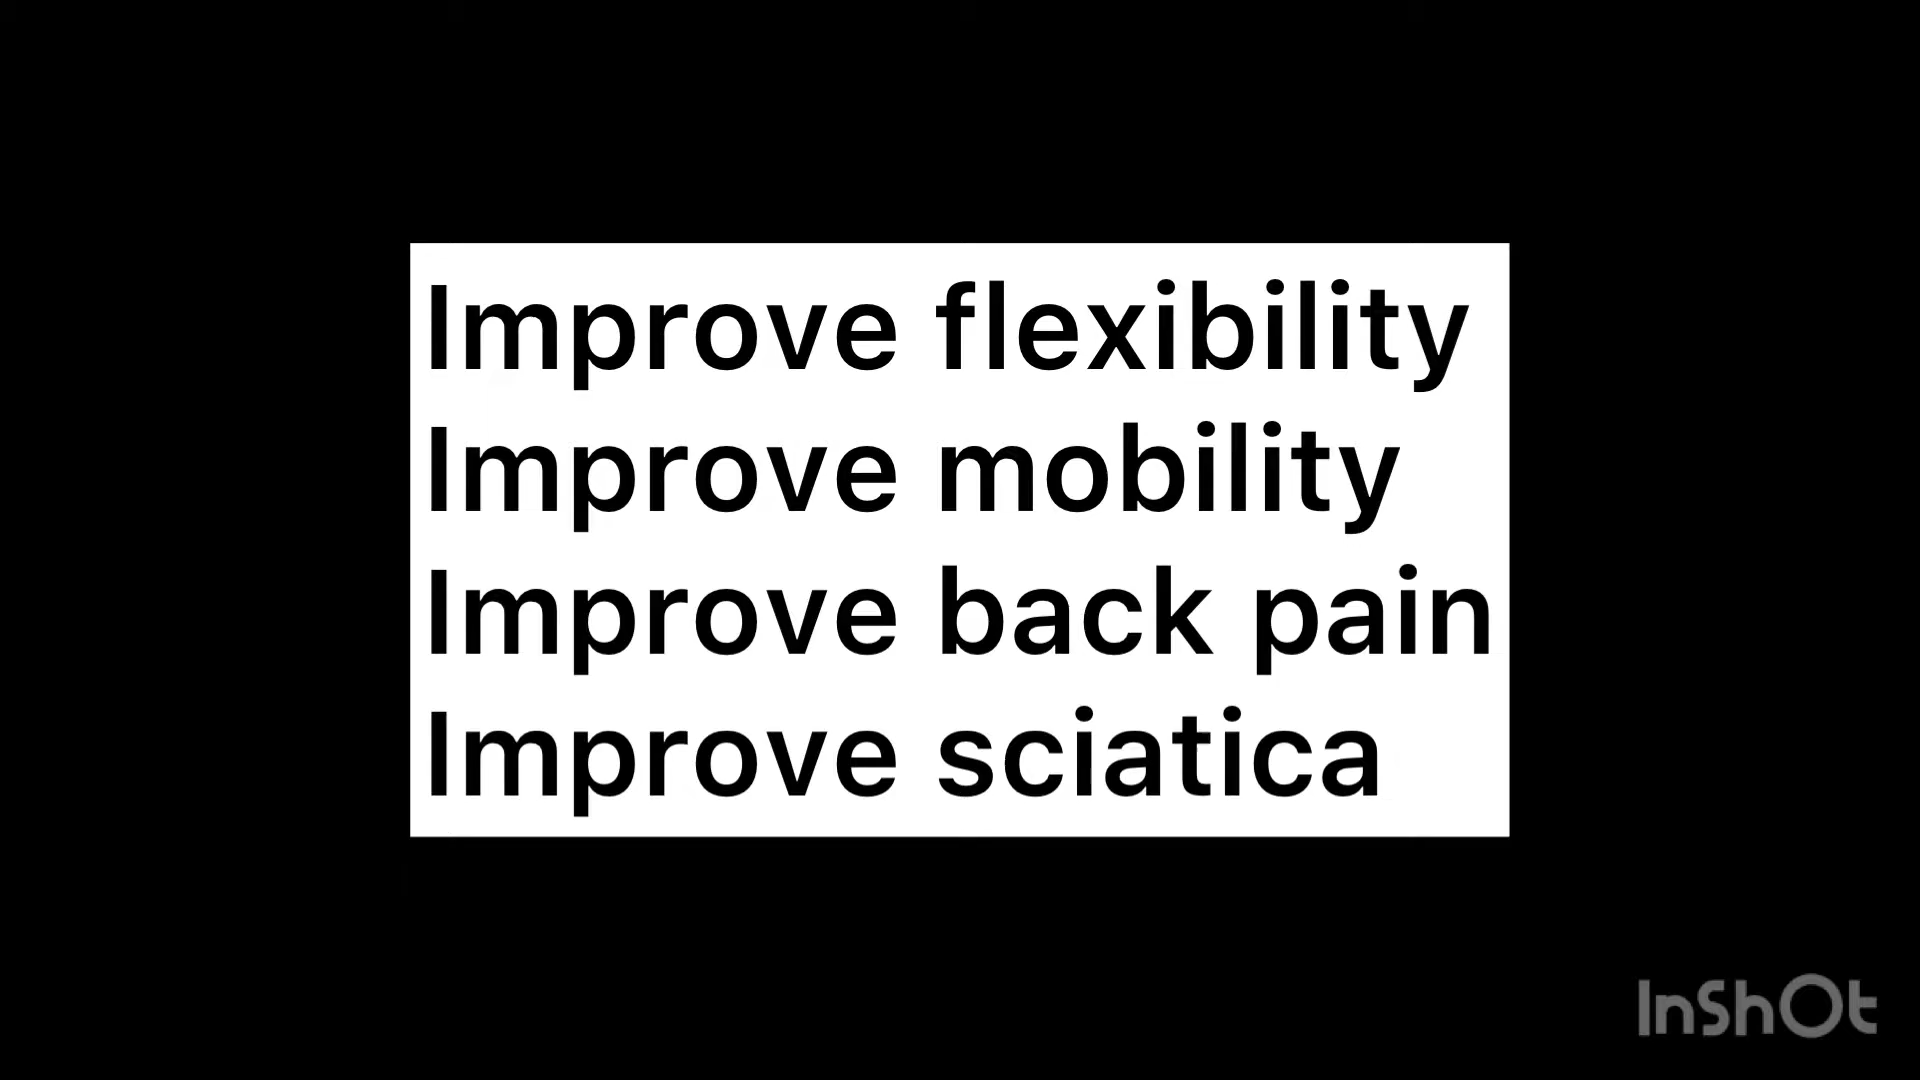 Improve flexibility
Improve mobility
Improve back pain
Improve sciatica
InShOt